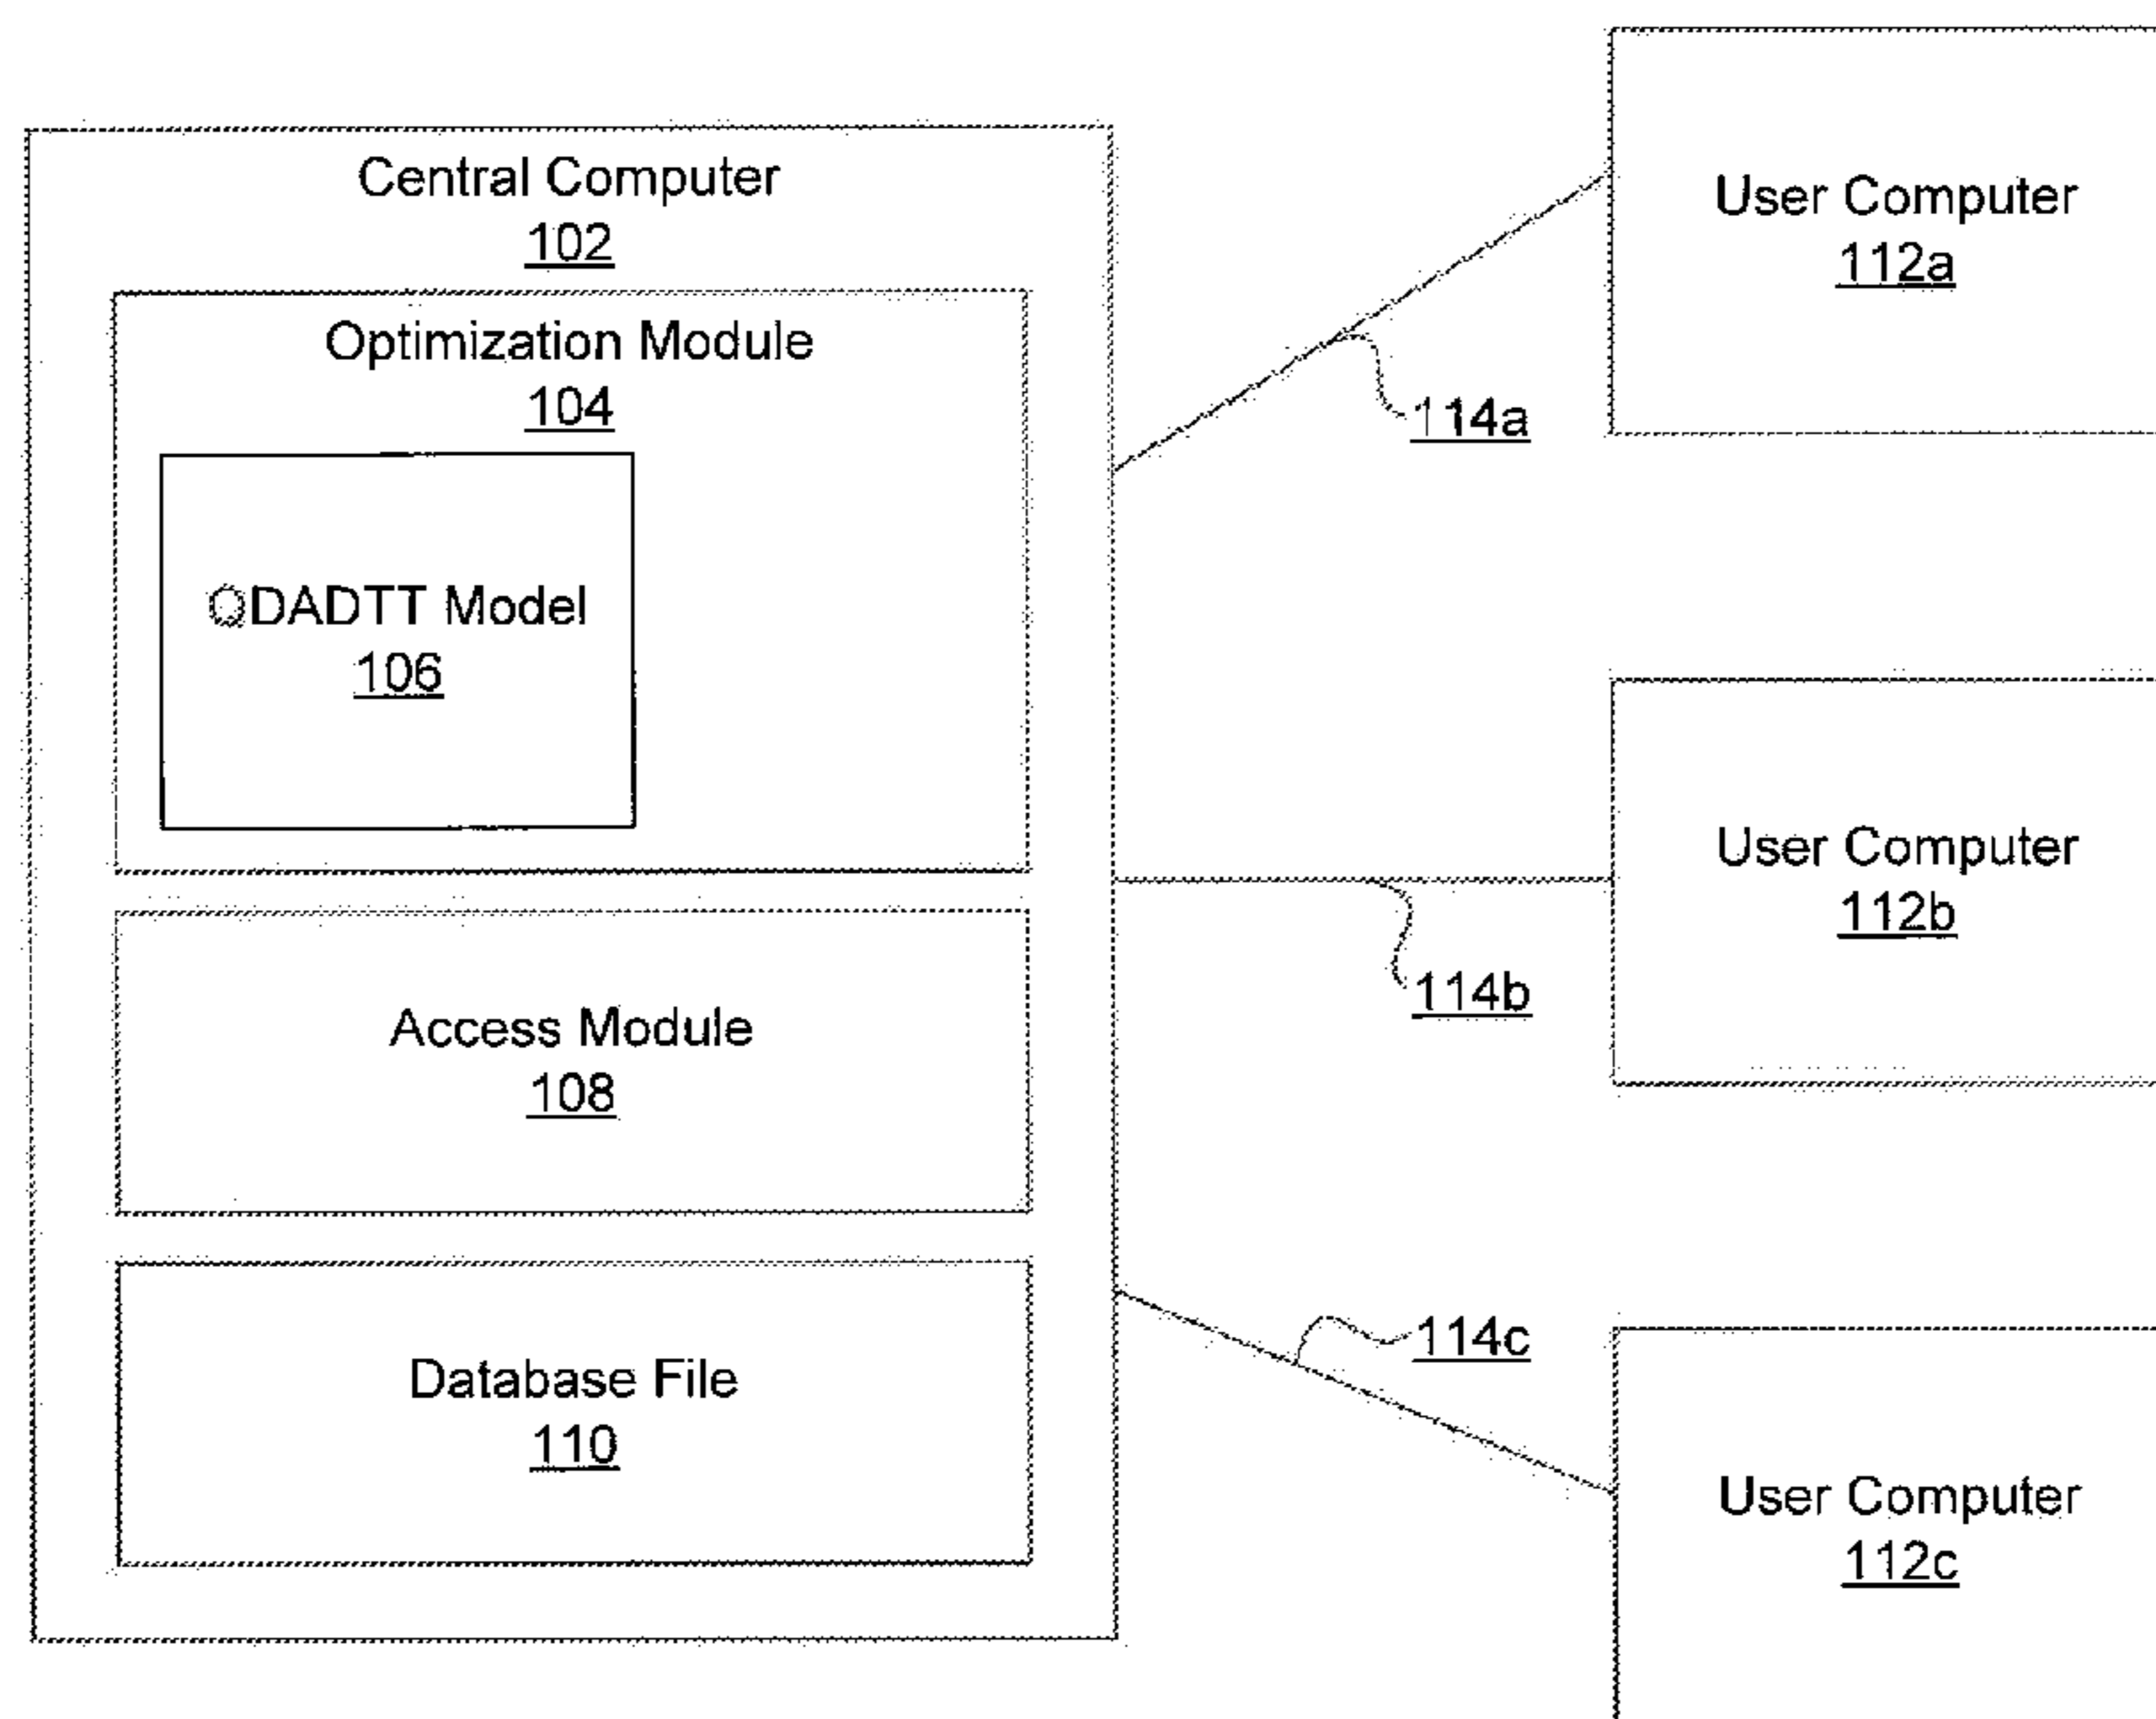 Central Computer
102
Optimization Module
104
QDADTT Model
106
Access Module
108
Database File
110
114a
114b
114c
User Computer
112a
User Computer
112b
User Computer
112c